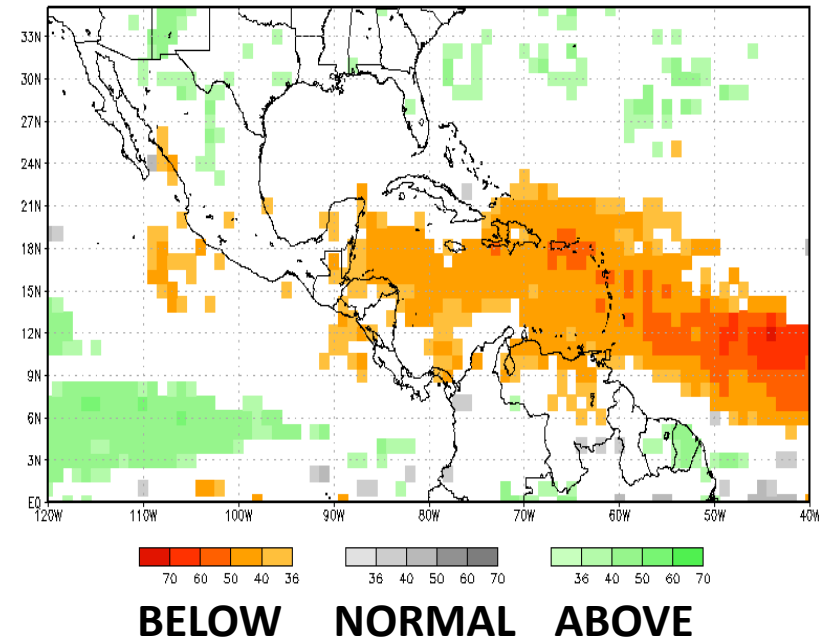 33N
30N
27N
24N
21N
18N
15N
12N
9N
6N
3N
EQ
120W 110W 100W 90W 80W 70W 60W 50W 40W
70 60 50 40 36 36 40 50 60 70 36 40 50 60 70
BELOW NORMAL ABOVE